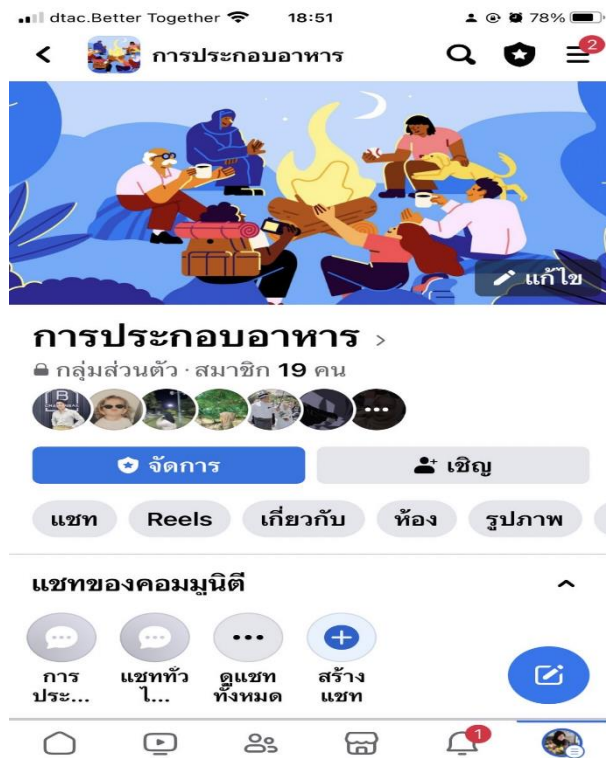 dtac.Better Together 18:51 78%
การประกอบอาหาร 2
แก้ไข
การประกอบอาหาร
กลุ่มส่วนตัว · สมาชิก 19 คน
B
จัดการ เชิญ
แชท Reels เกี่ยวกับ ห้อง รูปภาพ
แชทของคอมมูนิตี
การ แชททั่ว ดูแชท สร้าง
ประ... ไ... ทั้งหมด แชท
1